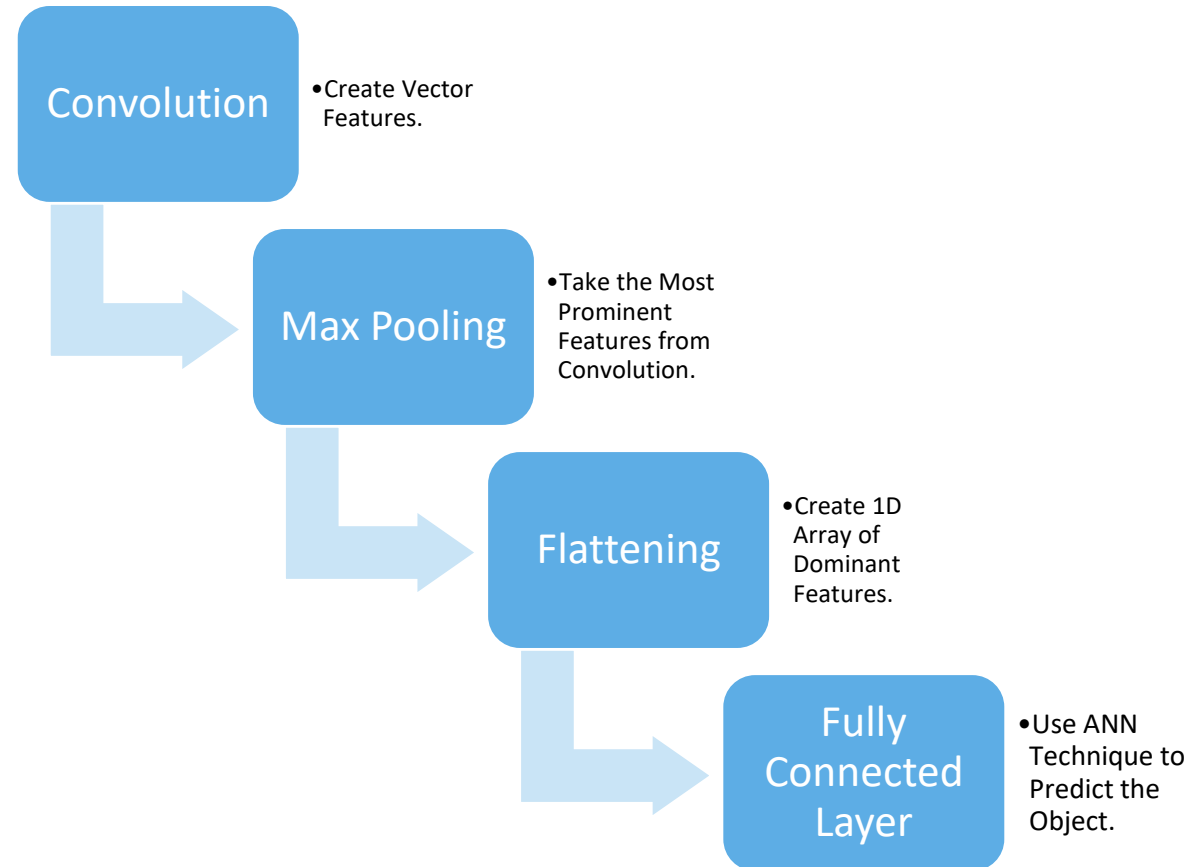 Convolution
•Create Vector
Features.
Max Pooling
•Take the Most
Prominent
Features from
Convolution.
Flattening
•Create 1D
Array of
Dominant
Features.
Fully
Connected
Layer
•Use ANN
Technique to
Predict the
Object.